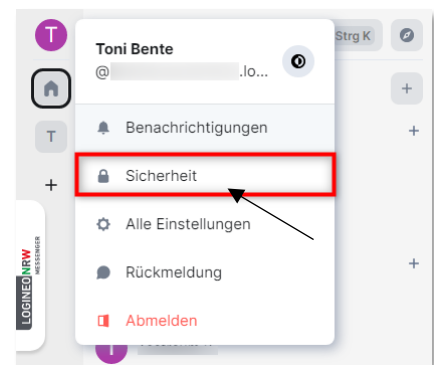 T
Toni Bente
@ .lo...
Strg K
T
Benachrichtigungen
Sicherheit
Alle Einstellungen
Rückmeldung
Abmelden
LOGINEO NRW
MESSENGER
T